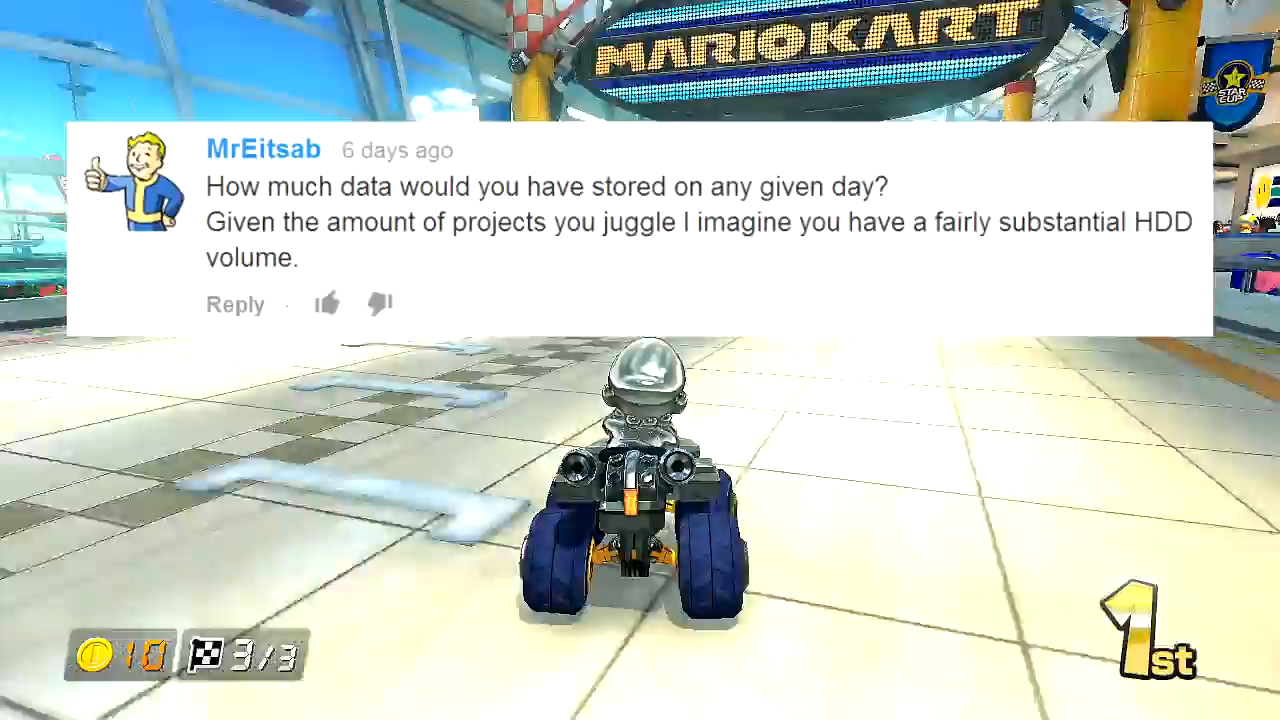 MARIOKART
STAR
CUP
MrEitsab 6 days ago
How much data would you have stored on any given day?
Given the amount of projects you juggle I imagine you have a fairly substantial HDD
volume.
Reply ·
10 3/3
1st